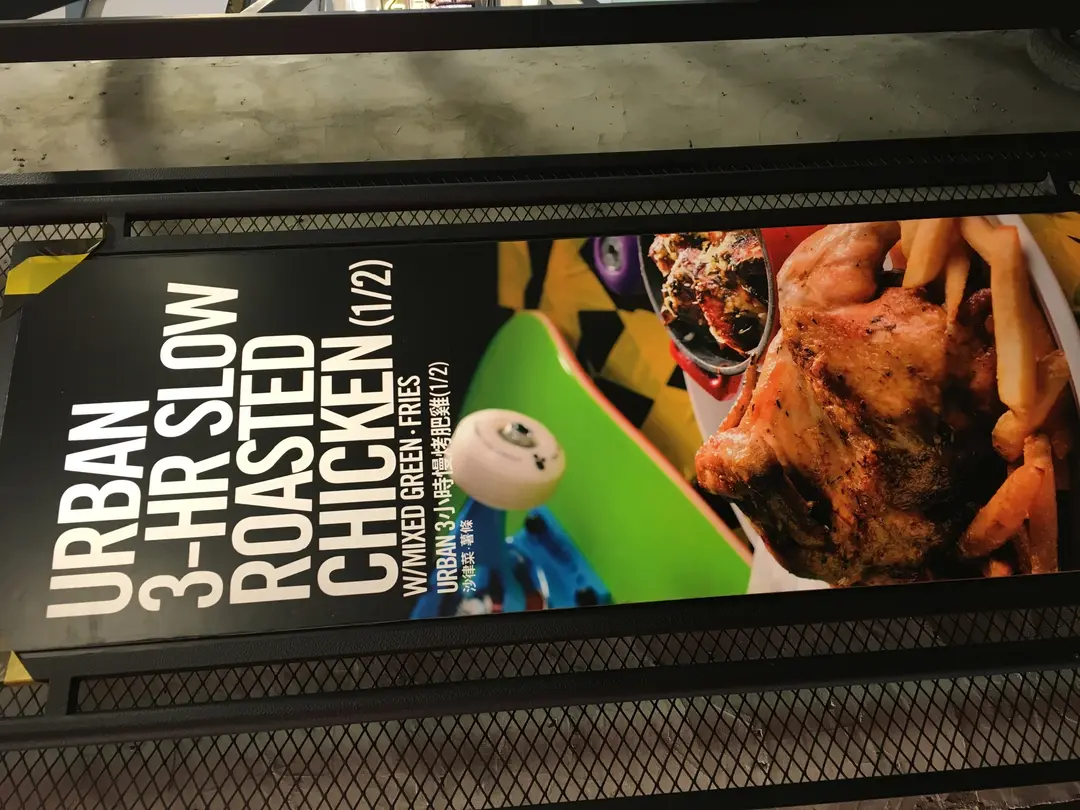 URBAN
3-HR SLOW
ROASTED
CHICKEN (1/2)
W/MIXED GREEN · FRIES
URBAN 3小時慢烤肥雞(1/2)
沙律菜·薯條